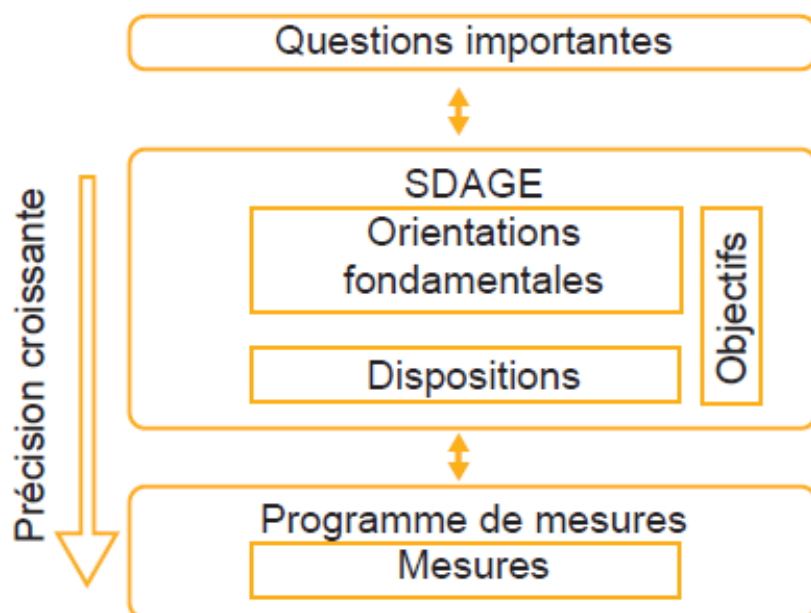 Questions importantes
Précision croissante
SDAGE
Orientations
fondamentales
Objectifs
Dispositions
Programme de mesures
Mesures